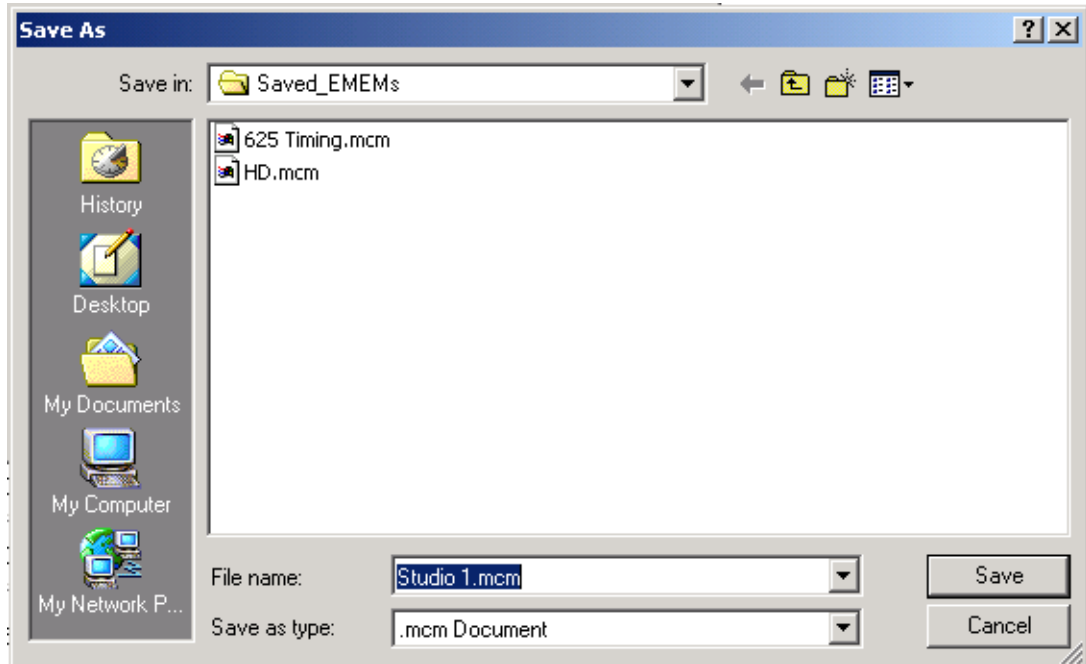 Save As
Save in:
Saved_EMEMs
625 Timing.mcm
HD.mcm
History
Desktop
My Documents
My Computer
My Network P...
File name:
Studio 1.mcm
Save
Save as type:
.mcm Document
Cancel